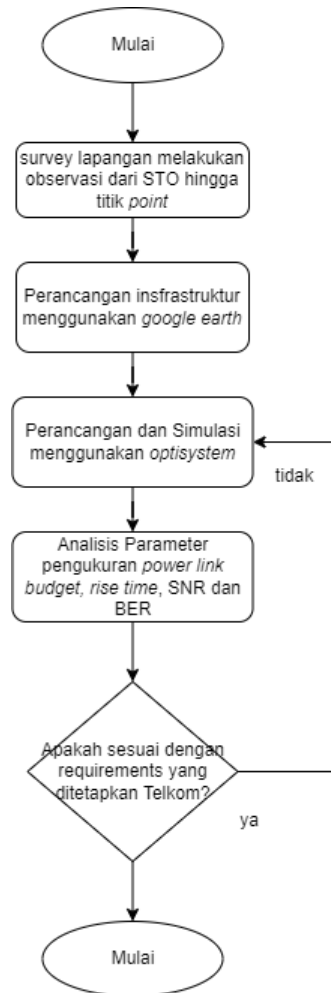 Mulai
survey lapangan melakukan
observasi dari STO hingga
titik point
Perancangan insfrastruktur
menggunakan google earth
Perancangan dan Simulasi
menggunakan optisystem
tidak
Analisis Parameter
pengukuran power link
budget, rise time, SNR dan
BER
Apakah sesuai dengan
requirements yang
ditetapkan Telkom?
ya
Mulai